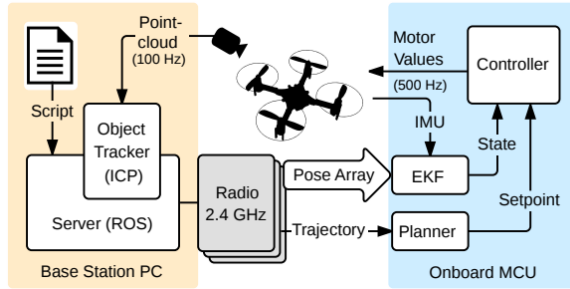 Point-
cloud
(100 Hz)
Script
Object
Tracker
(ICP)
Server (ROS)
Base Station PC
Radio
2.4 GHz
Pose Array
Trajectory
Motor
Values
(500 Hz)
IMU
Controller
State
EKF
Setpoint
Planner
Onboard MCU